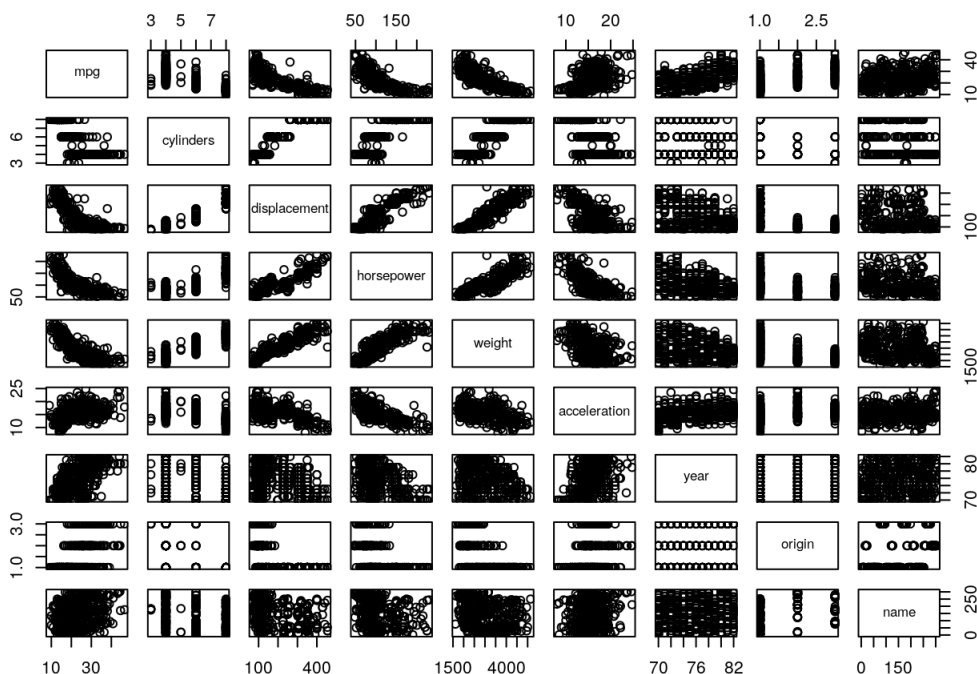 3 5 7 50 150 10 20 1.0 2.5
mpg 10 40
3 6 cylinders
displacement 100
50 horsepower
weight 1500
10 25 acceleration
year 70 80
1.0 3.0 origin
name 0 250
10 30 100 400 1500 4000 70 76 82 0 150